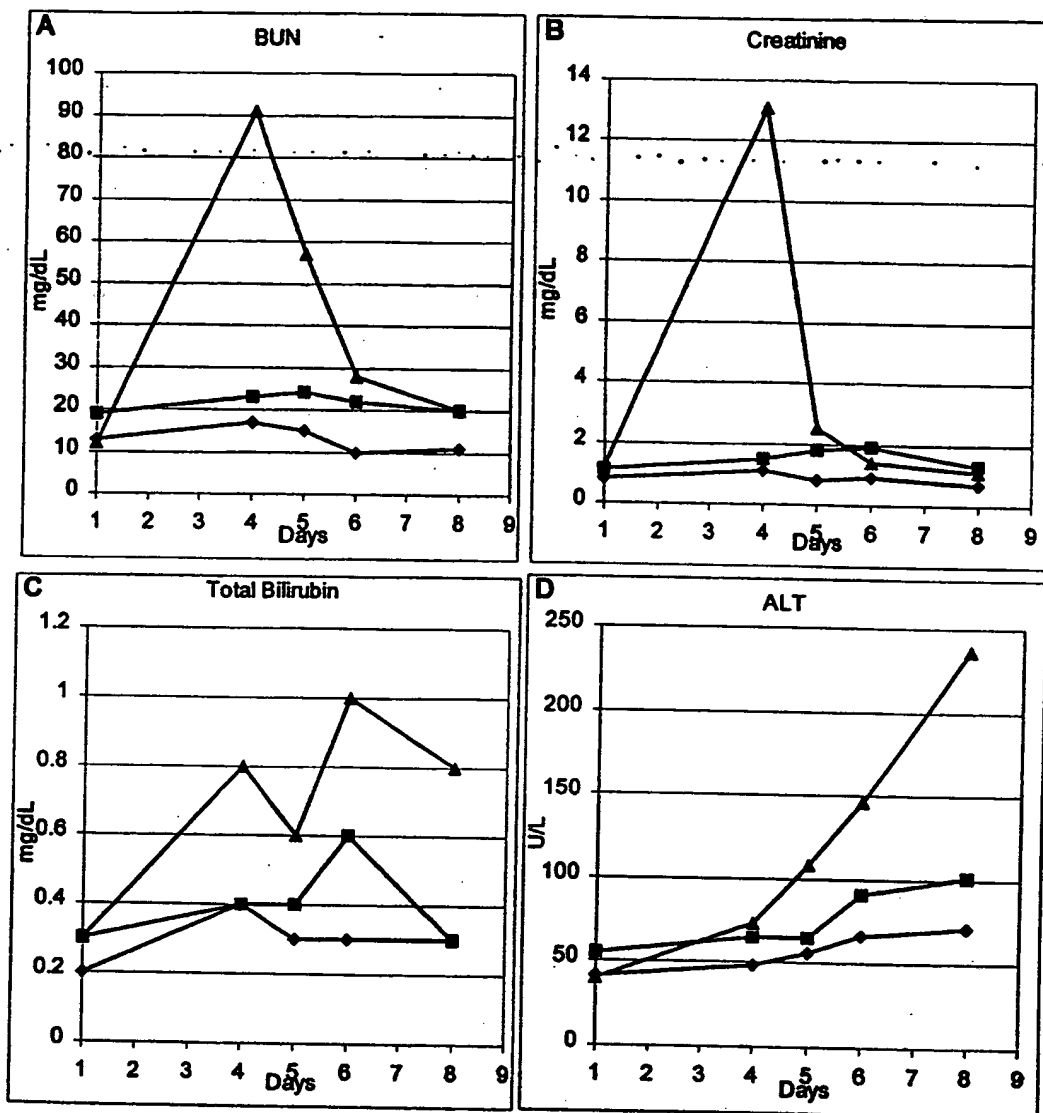 A
BUN
100
90
80
70
60
50
40
30
20
10
0
mg/dL
1 2 3 4 5 6 7 8 9
Days
B
Creatinine
14
12
10
8
6
4
2
0
mg/dL
1 2 3 4 5 6 7 8 9
Days
C
Total Bilirubin
1.2
1
0.8
0.6
0.4
0.2
0
mg/dL
1 2 3 4 5 6 7 8 9
Days
D
ALT
250
200
150
100
50
0
U/L
1 2 3 4 5 6 7 8 9
Days